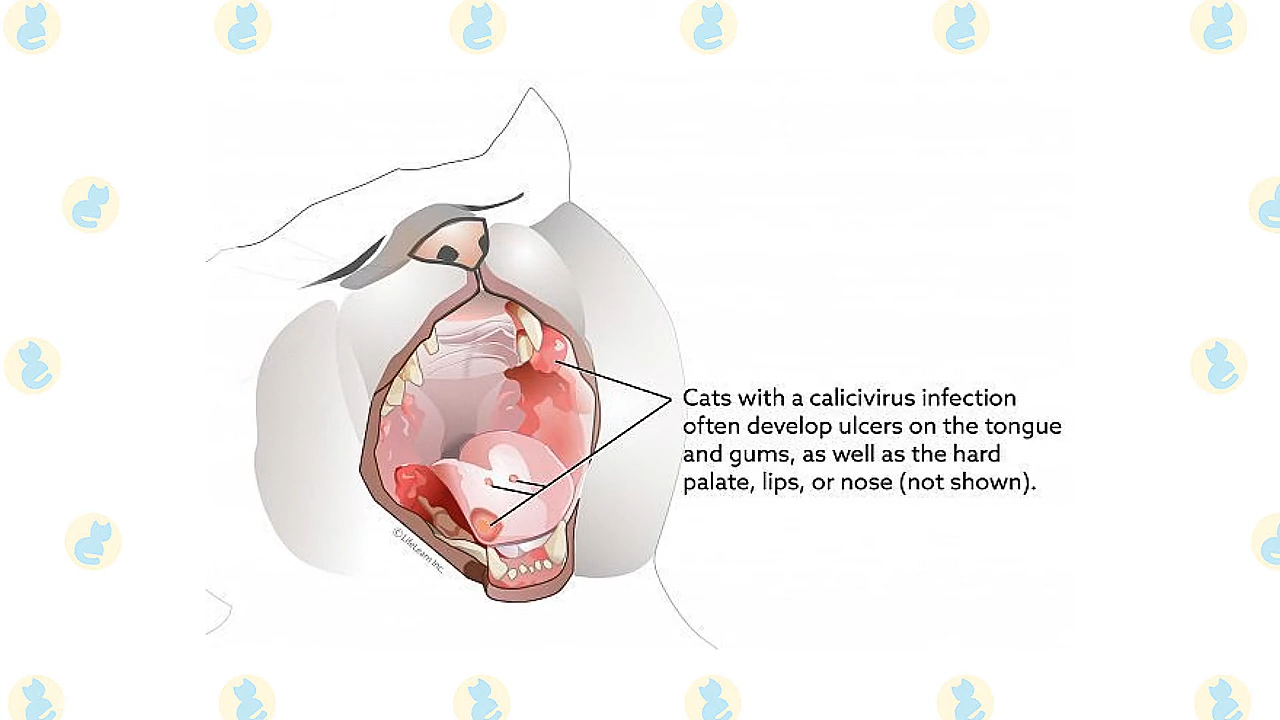 Cats with a calicivirus infection
often develop ulcers on the tongue
and gums, as well as the hard
palate, lips, or nose (not shown).
© LifeLearn Inc.